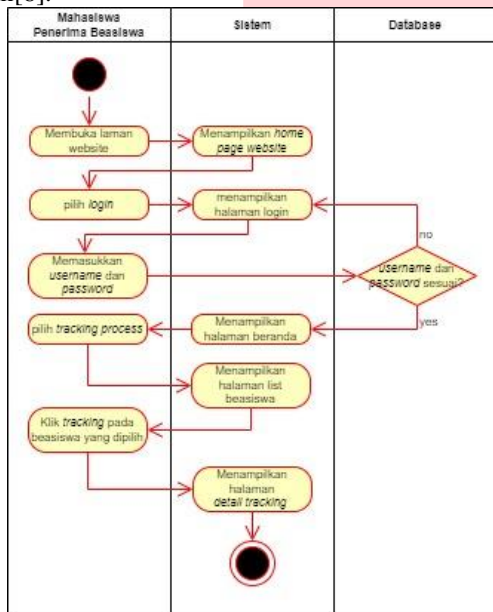 Mahasiswa
Penerima Beasiswa
Sistem
Database
Membuka laman
website
Menampilkan home
page website
pilih login
menampilkan
halaman login
no
Memasukkan
username dan
password
username dan
password sesuai?
yes
pilih tracking process
Menampilkan
halaman beranda
Menampilkan
halaman list
beasiswa
Klik tracking pada
beasiswa yang dipilih
Menampilkan
halaman
detail tracking